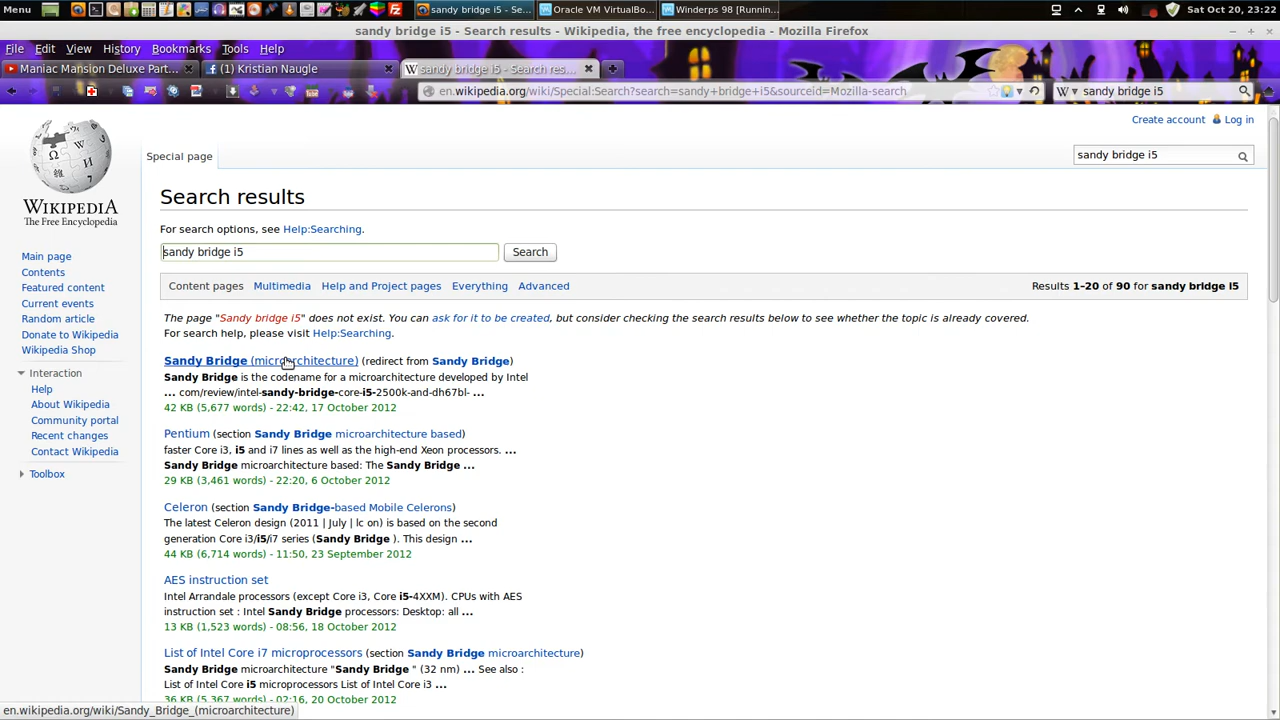 Menu
sandy bridge i5 - Se...
Oracle VM VirtualBo...
Winderps 98 [Runnin...
Sat Oct 20, 23:22
sandy bridge i5 - Search results - Wikipedia, the free encyclopedia - Mozilla Firefox
File Edit View History Bookmarks Tools Help
Maniac Mansion Deluxe Part...
(1) Kristian Naugle
sandy bridge i5 - Search res...
en.wikipedia.org/wiki/Special:Search?search=sandy+bridge+i5&sourceid=Mozilla-search
sandy bridge i5
Create account Log in
Special page
sandy bridge i5
WIKIPEDIA
The Free Encyclopedia
Main page
Contents
Featured content
Current events
Random article
Donate to Wikipedia
Wikipedia Shop
Interaction
Help
About Wikipedia
Community portal
Recent changes
Contact Wikipedia
Toolbox
Search results
For search options, see Help:Searching.
sandy bridge i5 Search
Content pages Multimedia Help and Project pages Everything Advanced Results 1–20 of 90 for sandy bridge i5
The page "Sandy bridge i5" does not exist. You can ask for it to be created, but consider checking the search results below to see whether the topic is already covered.
For search help, please visit Help:Searching.
Sandy Bridge (microarchitecture) (redirect from Sandy Bridge)
Sandy Bridge is the codename for a microarchitecture developed by Intel
... com/review/intel-sandy-bridge-core-i5-2500k-and-dh67bl- ...
42 KB (5,677 words) - 22:42, 17 October 2012
Pentium (section Sandy Bridge microarchitecture based)
faster Core i3, i5 and i7 lines as well as the high-end Xeon processors. ...
Sandy Bridge microarchitecture based: The Sandy Bridge ...
29 KB (3,461 words) - 22:20, 6 October 2012
Celeron (section Sandy Bridge-based Mobile Celerons)
The latest Celeron design (2011 | July | lc on) is based on the second
generation Core i3/i5/i7 series (Sandy Bridge ). This design ...
44 KB (6,714 words) - 11:50, 23 September 2012
AES instruction set
Intel Arrandale processors (except Core i3, Core i5-4XXM). CPUs with AES
instruction set : Intel Sandy Bridge processors: Desktop: all ...
13 KB (1,523 words) - 08:56, 18 October 2012
List of Intel Core i7 microprocessors (section Sandy Bridge microarchitecture)
Sandy Bridge microarchitecture "Sandy Bridge " (32 nm) ... See also :
List of Intel Core i5 microprocessors List of Intel Core i3 ...
36 KB (5,367 words) - 02:16, 20 October 2012
en.wikipedia.org/wiki/Sandy_Bridge_(microarchitecture)